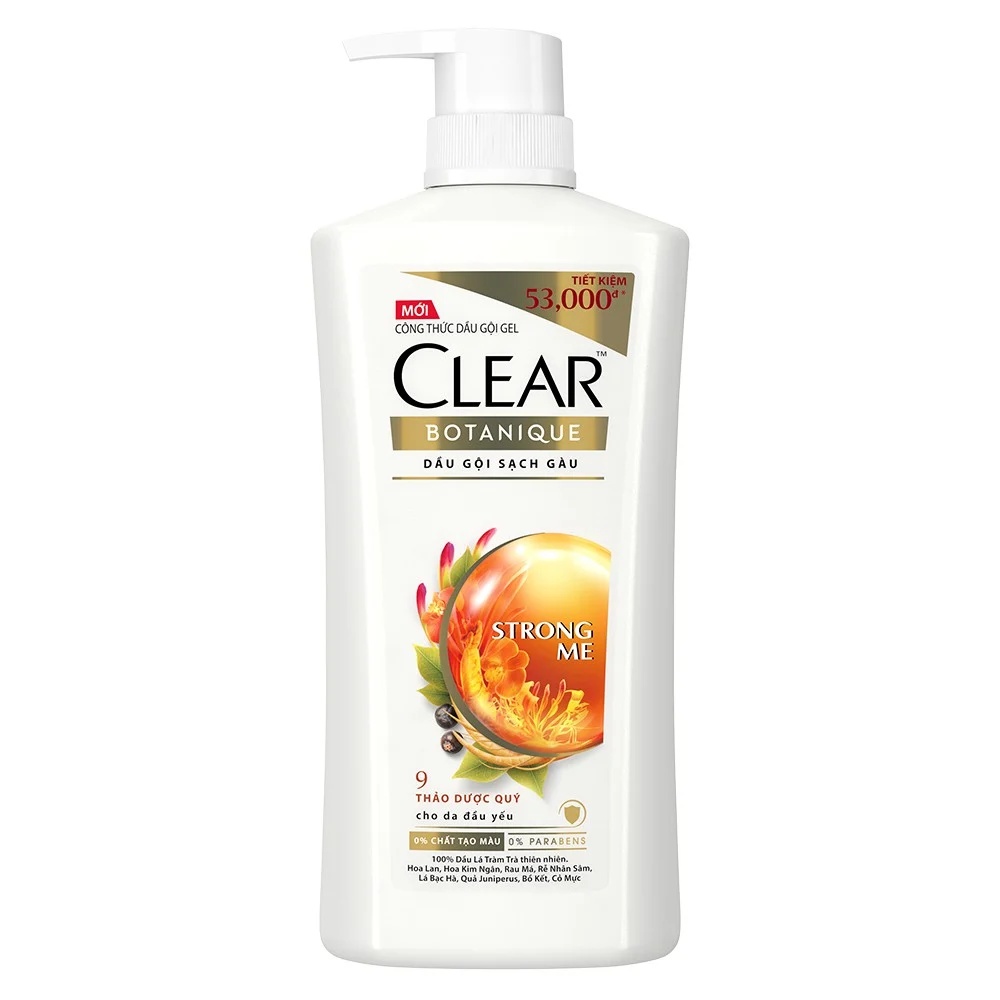 TIẾT KIỆM
53,000đ*
MỚI
CÔNG THỨC DẦU GỘI GEL
CLEAR™
BOTANIQUE
DẦU GỘI SẠCH GÀU
STRONG
ME
9
THẢO DƯỢC QUÝ
cho da đầu yếu
0% CHẤT TẠO MÀU 0% PARABENS
100% Dầu Lá Tràm Trà thiên nhiên.
Hoa Lan, Hoa Kim Ngân, Rau Má, Rễ Nhân Sâm,
Lá Bạc Hà, Quả Juniperus, Bồ Kết, Cỏ Mực